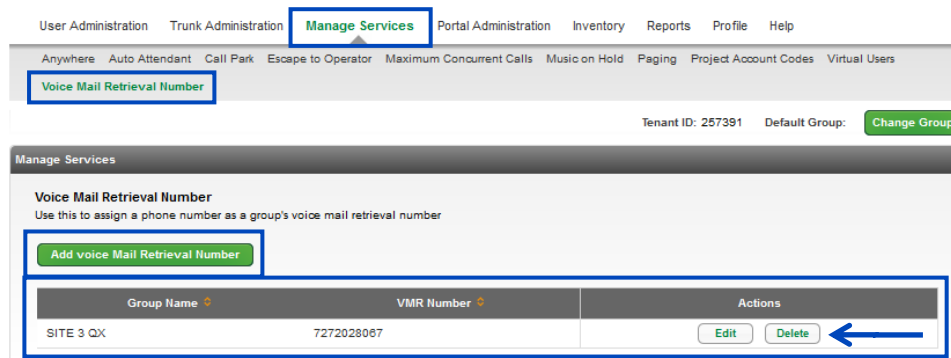 User Administration Trunk Administration Manage Services Portal Administration Inventory Reports Profile Help
Anywhere Auto Attendant Call Park Escape to Operator Maximum Concurrent Calls Music on Hold Paging Project Account Codes Virtual Users
Voice Mail Retrieval Number
Tenant ID: 257391 Default Group: Change Group
Manage Services
Voice Mail Retrieval Number
Use this to assign a phone number as a group's voice mail retrieval number
Add voice Mail Retrieval Number
Group Name VMR Number Actions
SITE 3 QX 7272028067 Edit Delete